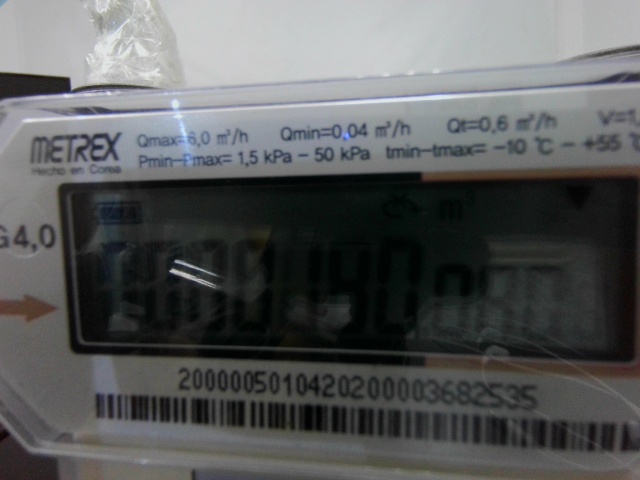 METREX
Hecho en Corea
Qmax=6,0 m³/h Qmin=0,04 m³/h Qt=0,6 m³/h V=1,
Pmin-Pmax= 1,5 kPa - 50 kPa tmin-tmax= -10 °C - +55 °C
G4,0
m³
20000050104202000003682535